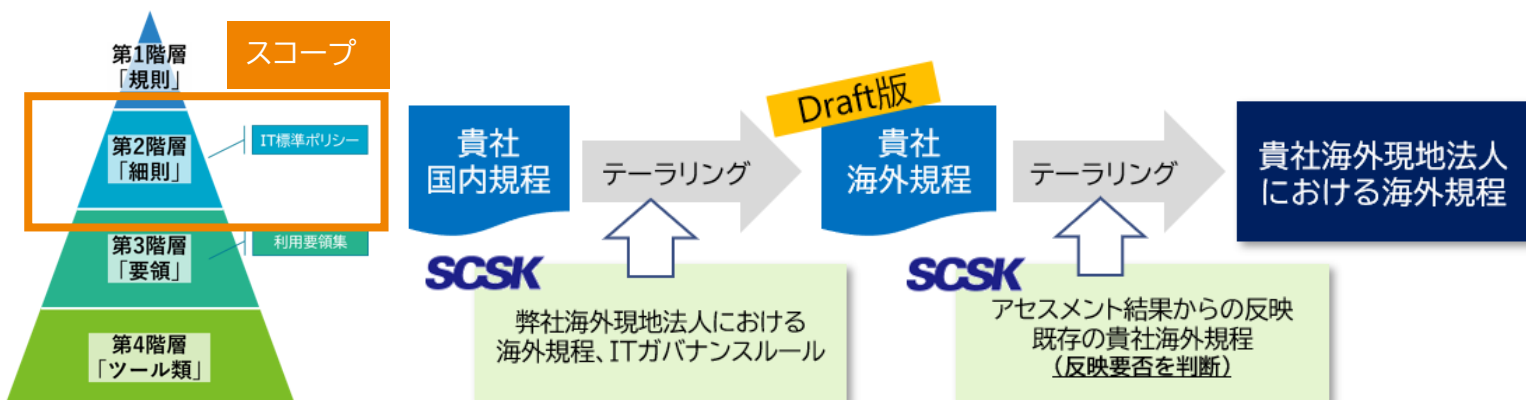 第1階層
「規則」
スコープ
第2階層
「細則」
IT標準ポリシー
第3階層
「要領」
利用要領集
第4階層
「ツール類」
貴社
国内規程
テーラリング
Draft版
貴社
海外規程
テーラリング
貴社海外現地法人
における海外規程
SCSK
弊社海外現地法人における
海外規程、ITガバナンスルール
SCSK
アセスメント結果からの反映
既存の貴社海外規程
(反映要否を判断)